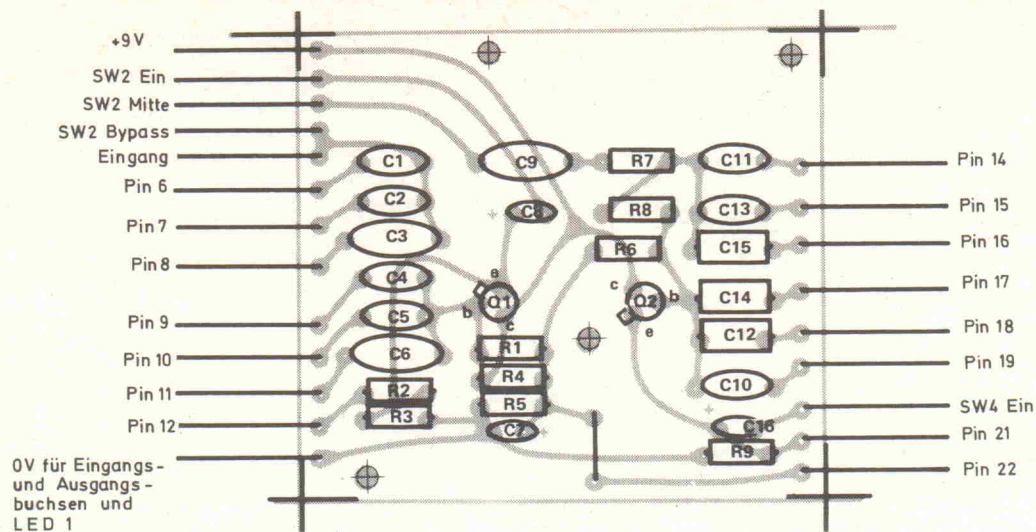 +9V
SW2 Ein
SW2 Mitte
SW2 Bypass
Eingang
Pin 6
Pin 7
Pin 8
Pin 9
Pin 10
Pin 11
Pin 12
0V für Eingangs-
und Ausgangs-
buchsen und
LED 1
C1
C2
C3
C4
C5
C6
R2
R3
C9
C8
e
Q1
b
c
R1
R4
R5
C7
R7
R8
R6
c
Q2
b
e
C11
C13
C15
C14
C12
C10
C16
R9
Pin 14
Pin 15
Pin 16
Pin 17
Pin 18
Pin 19
SW4 Ein
Pin 21
Pin 22